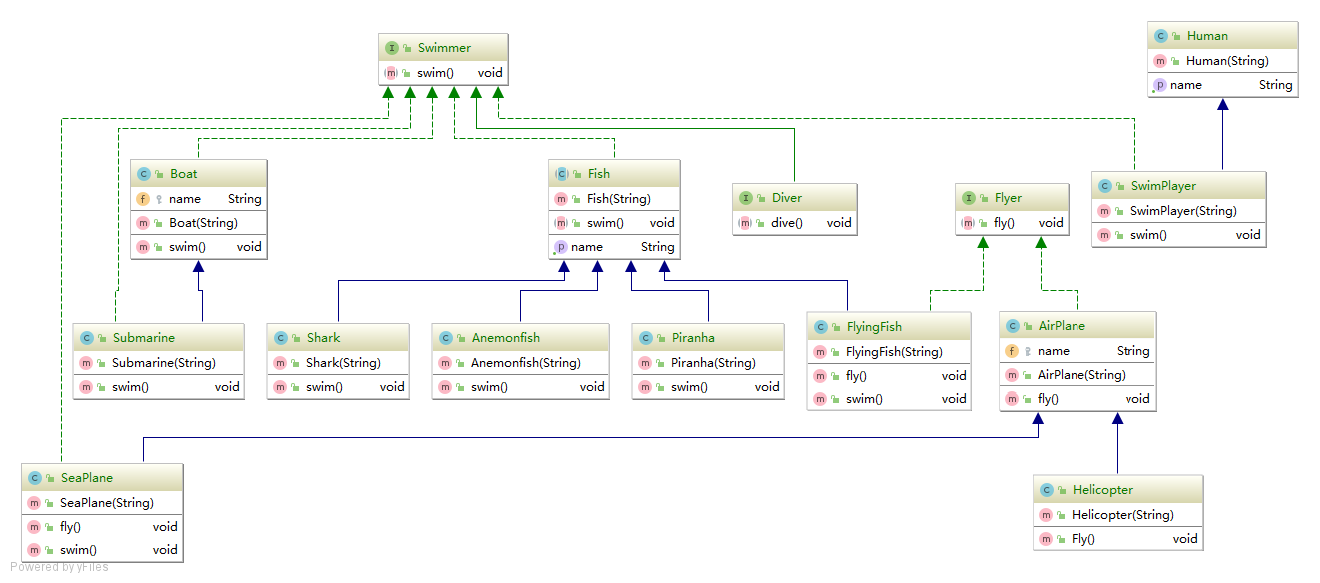 Swimmer
swim() void
Human
Human(String)
name String
Boat
name String
Boat(String)
swim() void
Fish
Fish(String)
swim() void
name String
Diver
dive() void
Flyer
fly() void
SwimPlayer
SwimPlayer(String)
swim() void
Submarine
Submarine(String)
swim() void
Shark
Shark(String)
swim() void
Anemonfish
Anemonfish(String)
swim() void
Piranha
Piranha(String)
swim() void
FlyingFish
FlyingFish(String)
fly() void
swim() void
AirPlane
name String
AirPlane(String)
fly() void
SeaPlane
SeaPlane(String)
fly() void
swim() void
Helicopter
Helicopter(String)
Fly() void
Powered by yFiles